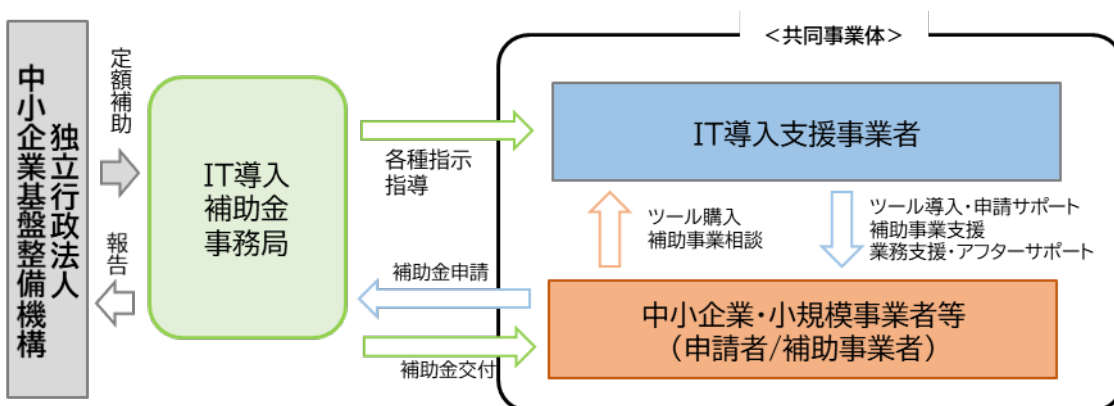 独立行政法人
中小企業基盤整備機構
定額補助
報告
IT導入
補助金
事務局
各種指示
指導
補助金申請
補助金交付
＜共同事業体＞
IT導入支援事業者
ツール購入
補助事業相談
ツール導入・申請サポート
補助事業支援
業務支援・アフターサポート
中小企業・小規模事業者等
（申請者/補助事業者）